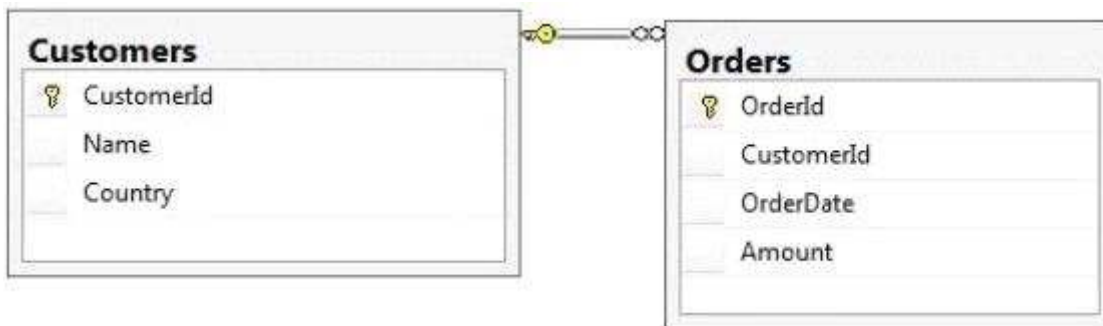 Customers
CustomerId
Name
Country
Orders
OrderId
CustomerId
OrderDate
Amount